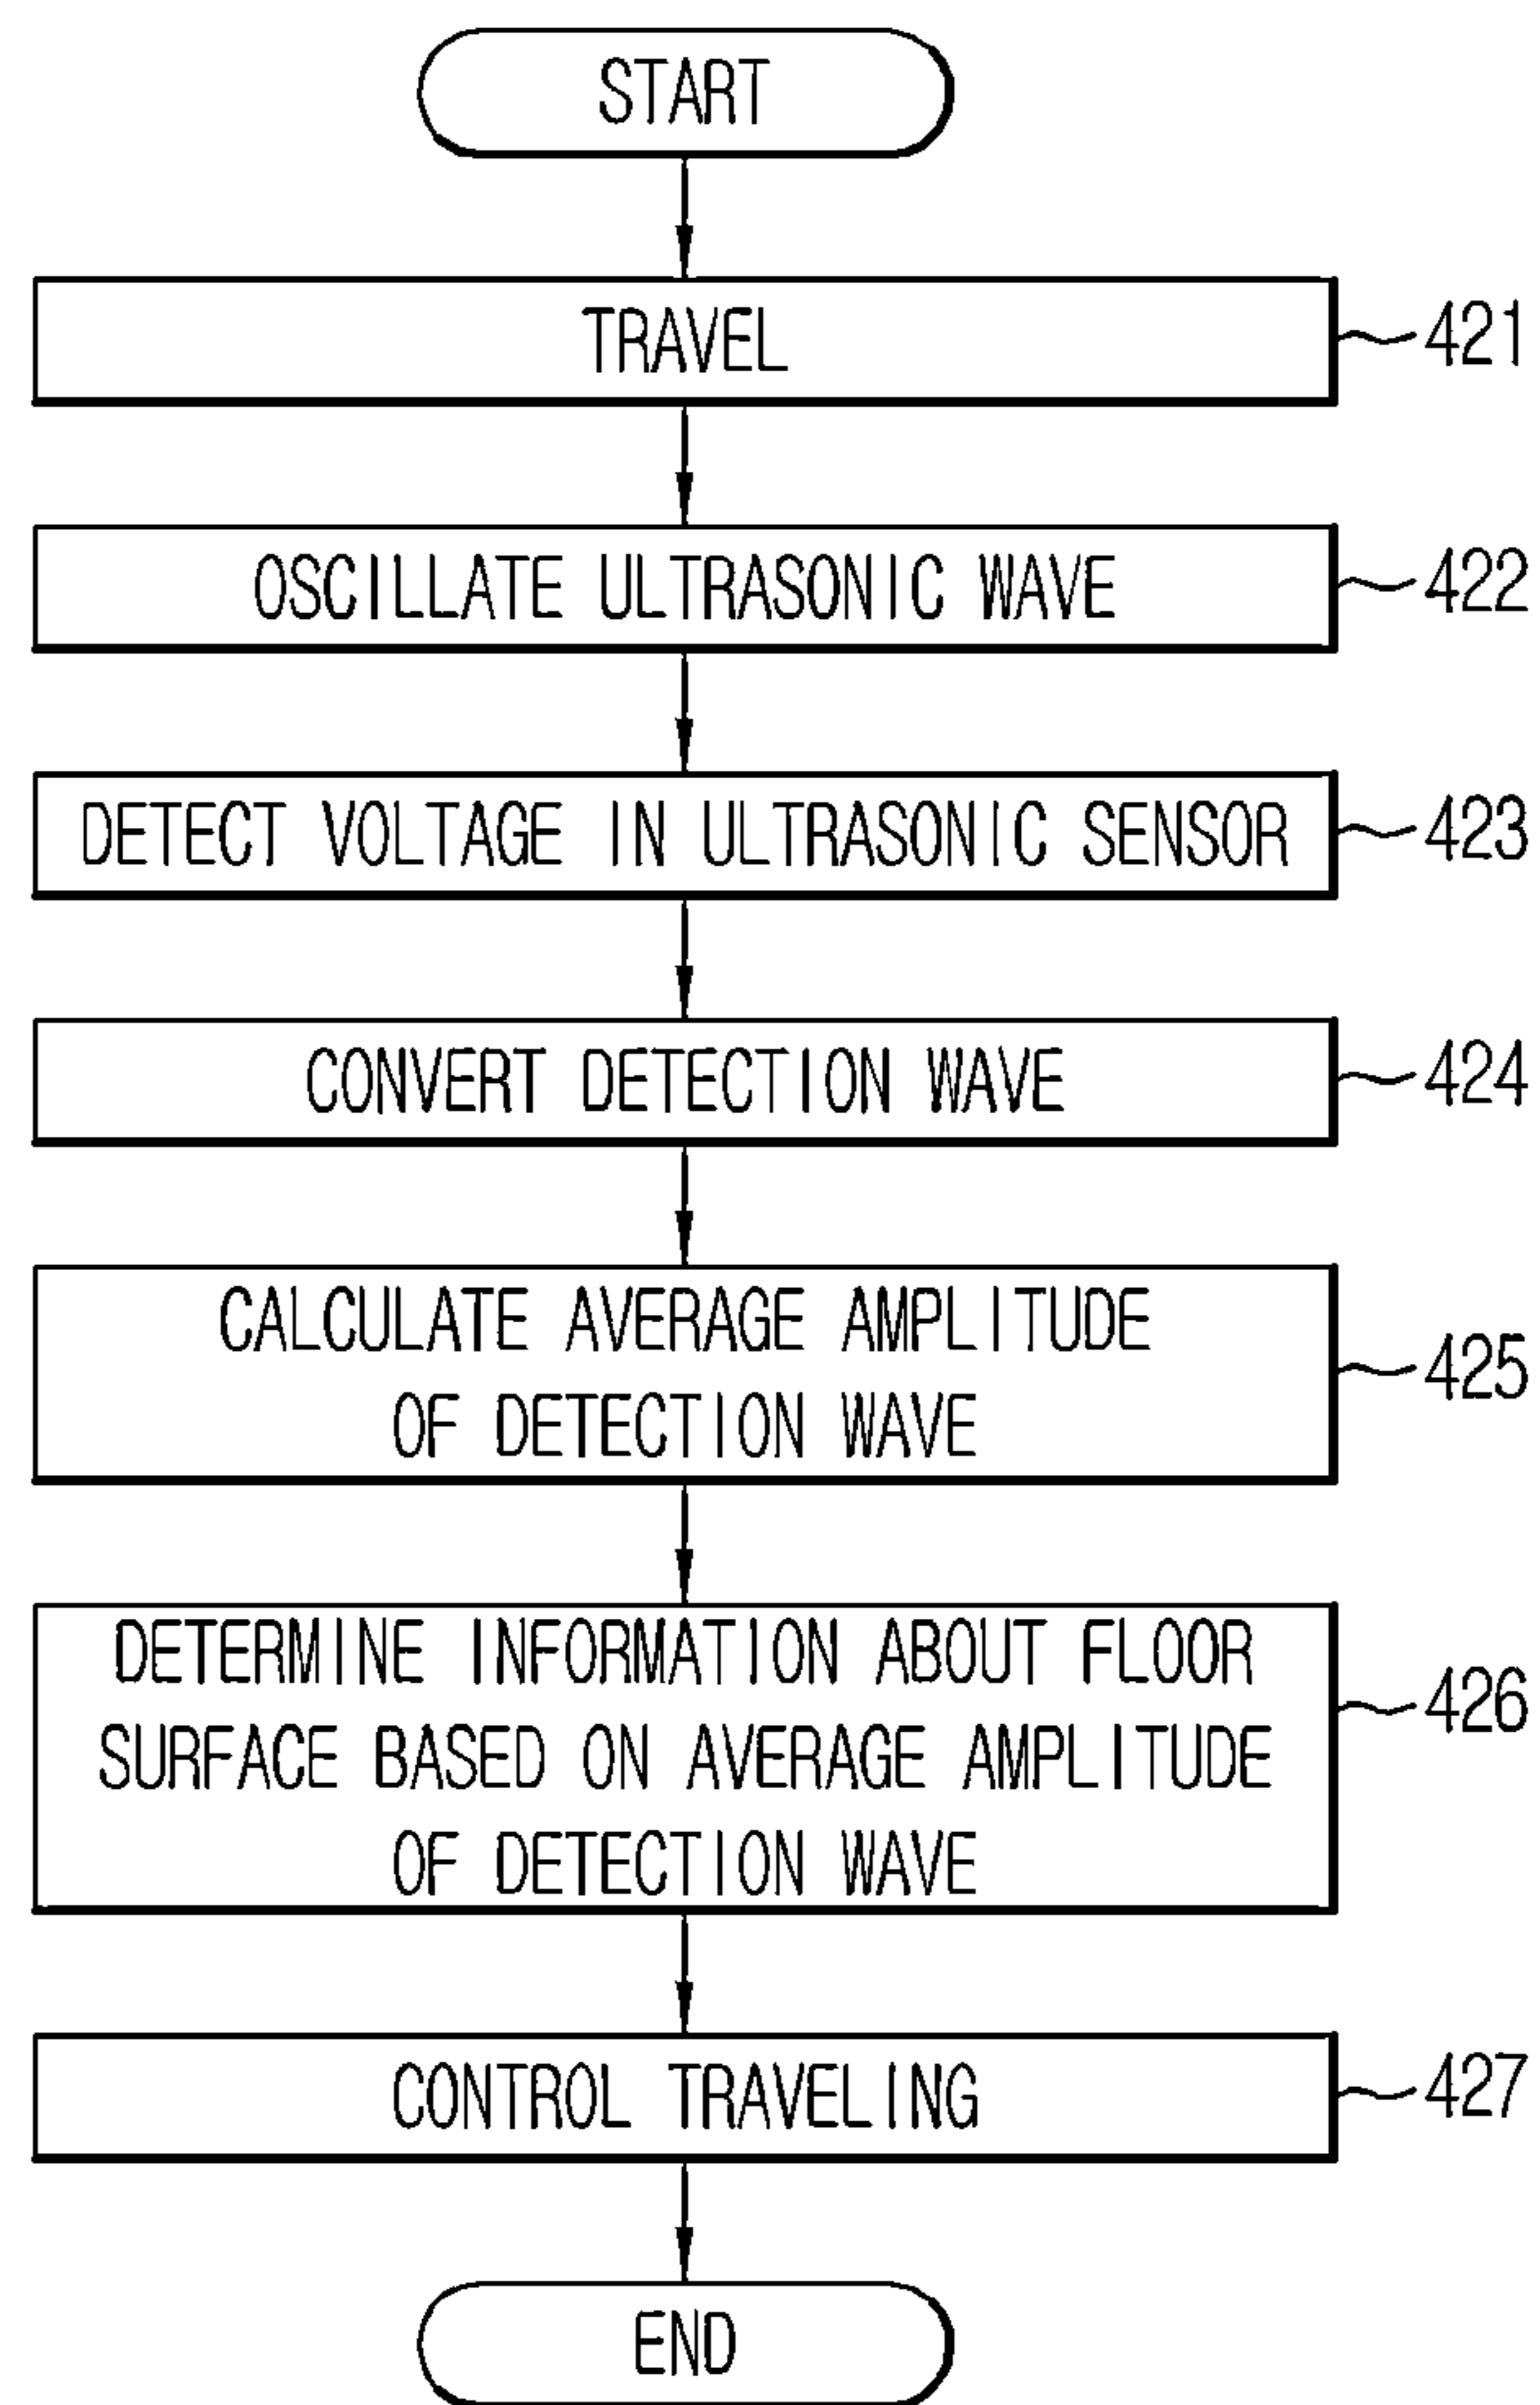 START
TRAVEL
421
OSCILLATE ULTRASONIC WAVE
422
DETECT VOLTAGE IN ULTRASONIC SENSOR
423
CONVERT DETECTION WAVE
424
CALCULATE AVERAGE AMPLITUDE
OF DETECTION WAVE
425
DETERMINE INFORMATION ABOUT FLOOR
SURFACE BASED ON AVERAGE AMPLITUDE
OF DETECTION WAVE
426
CONTROL TRAVELING
427
END